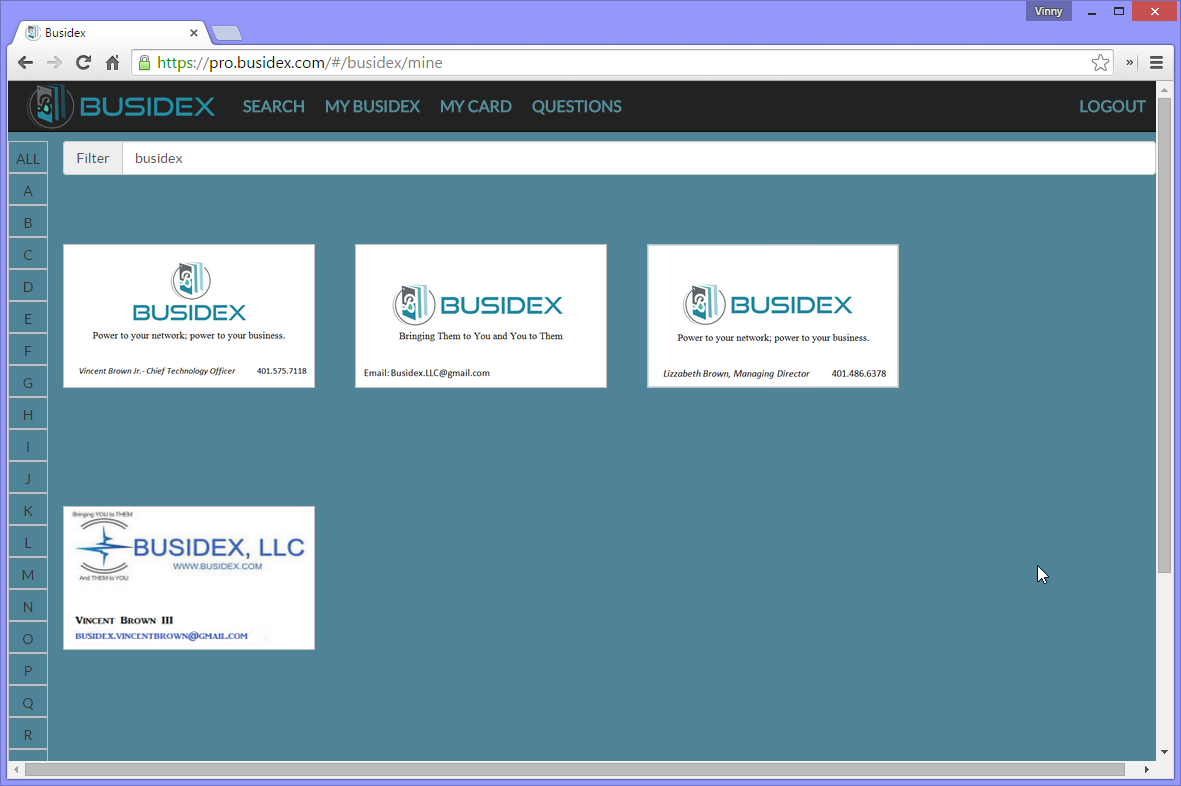 Vinny
Busidex
https://pro.busidex.com/#/busidex/mine
BUSIDEX SEARCH MY BUSIDEX MY CARD QUESTIONS LOGOUT
Filter busidex
ALL
A
B
C
D
E
F
G
H
I
J
K
L
M
N
O
P
Q
R
BUSIDEX
Power to your network; power to your business.
Vincent Brown Jr.- Chief Technology Officer 401.575.7118
BUSIDEX
Bringing Them to You and You to Them
Email: Busidex.LLC@gmail.com
BUSIDEX
Power to your network; power to your business.
Lizzabeth Brown, Managing Director 401.486.6378
Bringing YOU to THEM
BUSIDEX, LLC
WWW.BUSIDEX.COM
And THEM to YOU
VINCENT BROWN III
BUSIDEX.VINCENTBROWN@GMAIL.COM